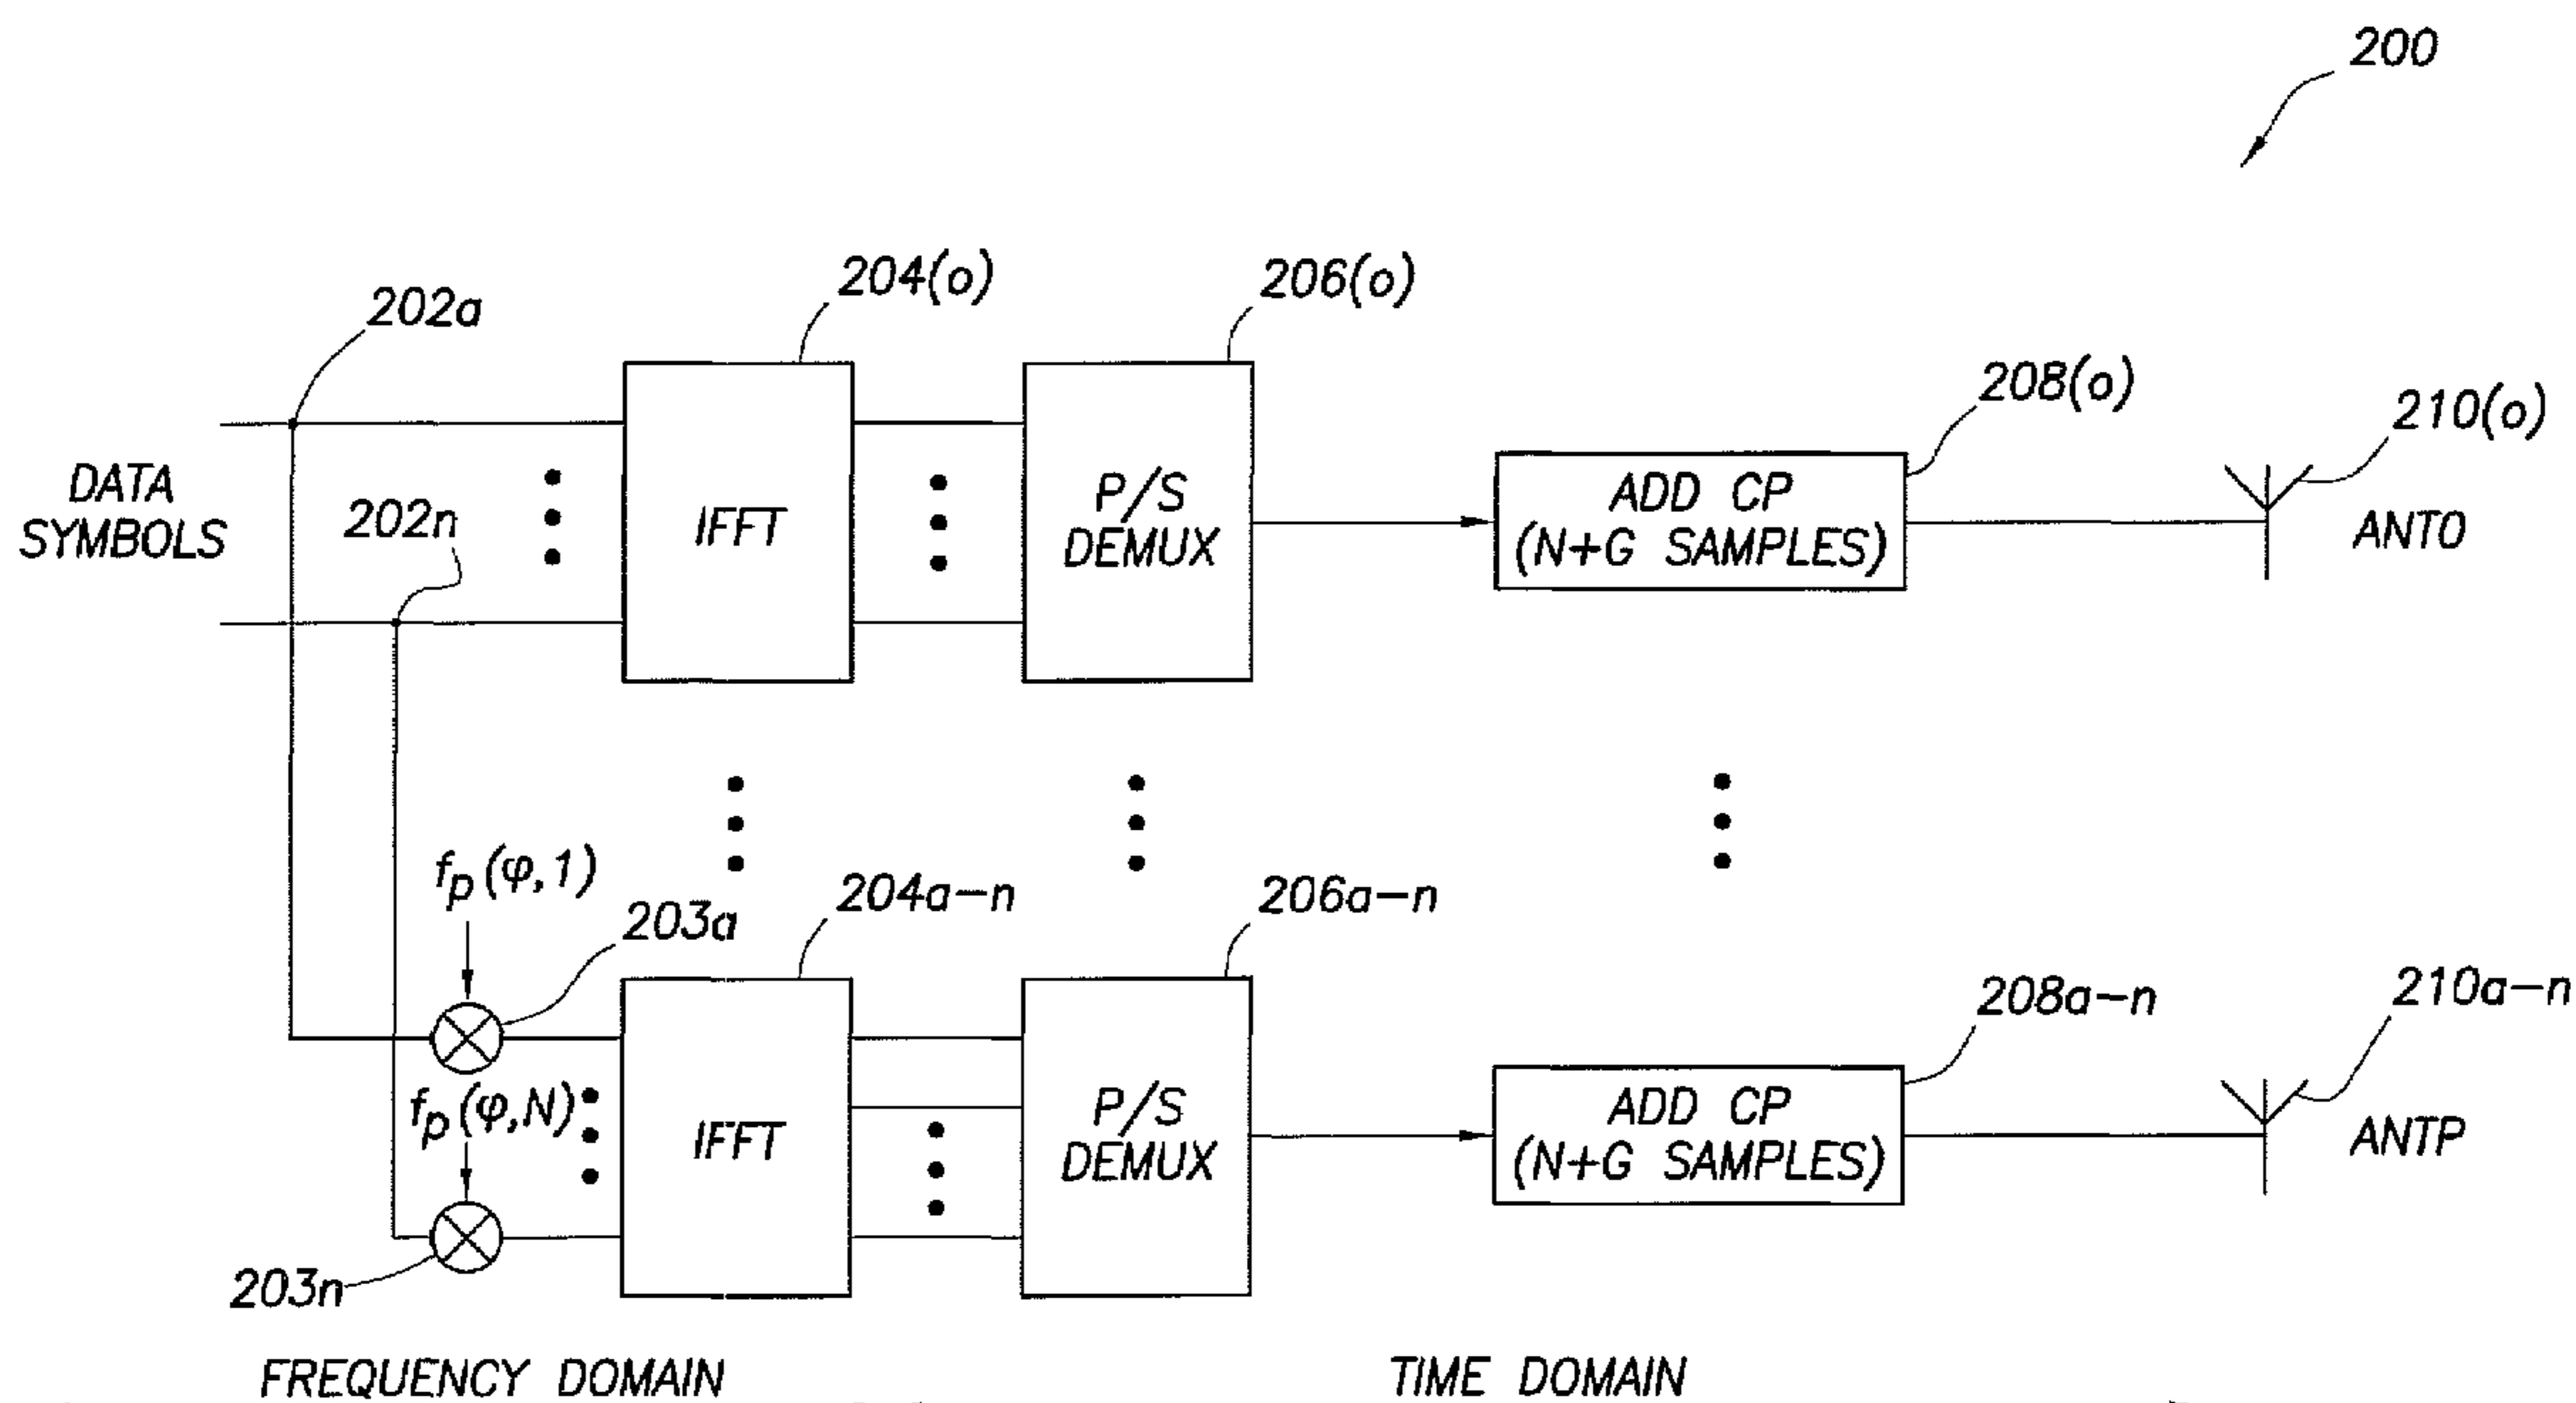 200
204(o)
206(o)
202a
208(o)
210(o)
DATA
SYMBOLS
202n
IFFT
P/S
DEMUX
ADD CP
(N+G SAMPLES)
ANTO
fp(φ,1)
203a
204a-n
206a-n
208a-n
210a-n
fp(φ,N)
IFFT
P/S
DEMUX
ADD CP
(N+G SAMPLES)
ANTP
203n
FREQUENCY DOMAIN
TIME DOMAIN